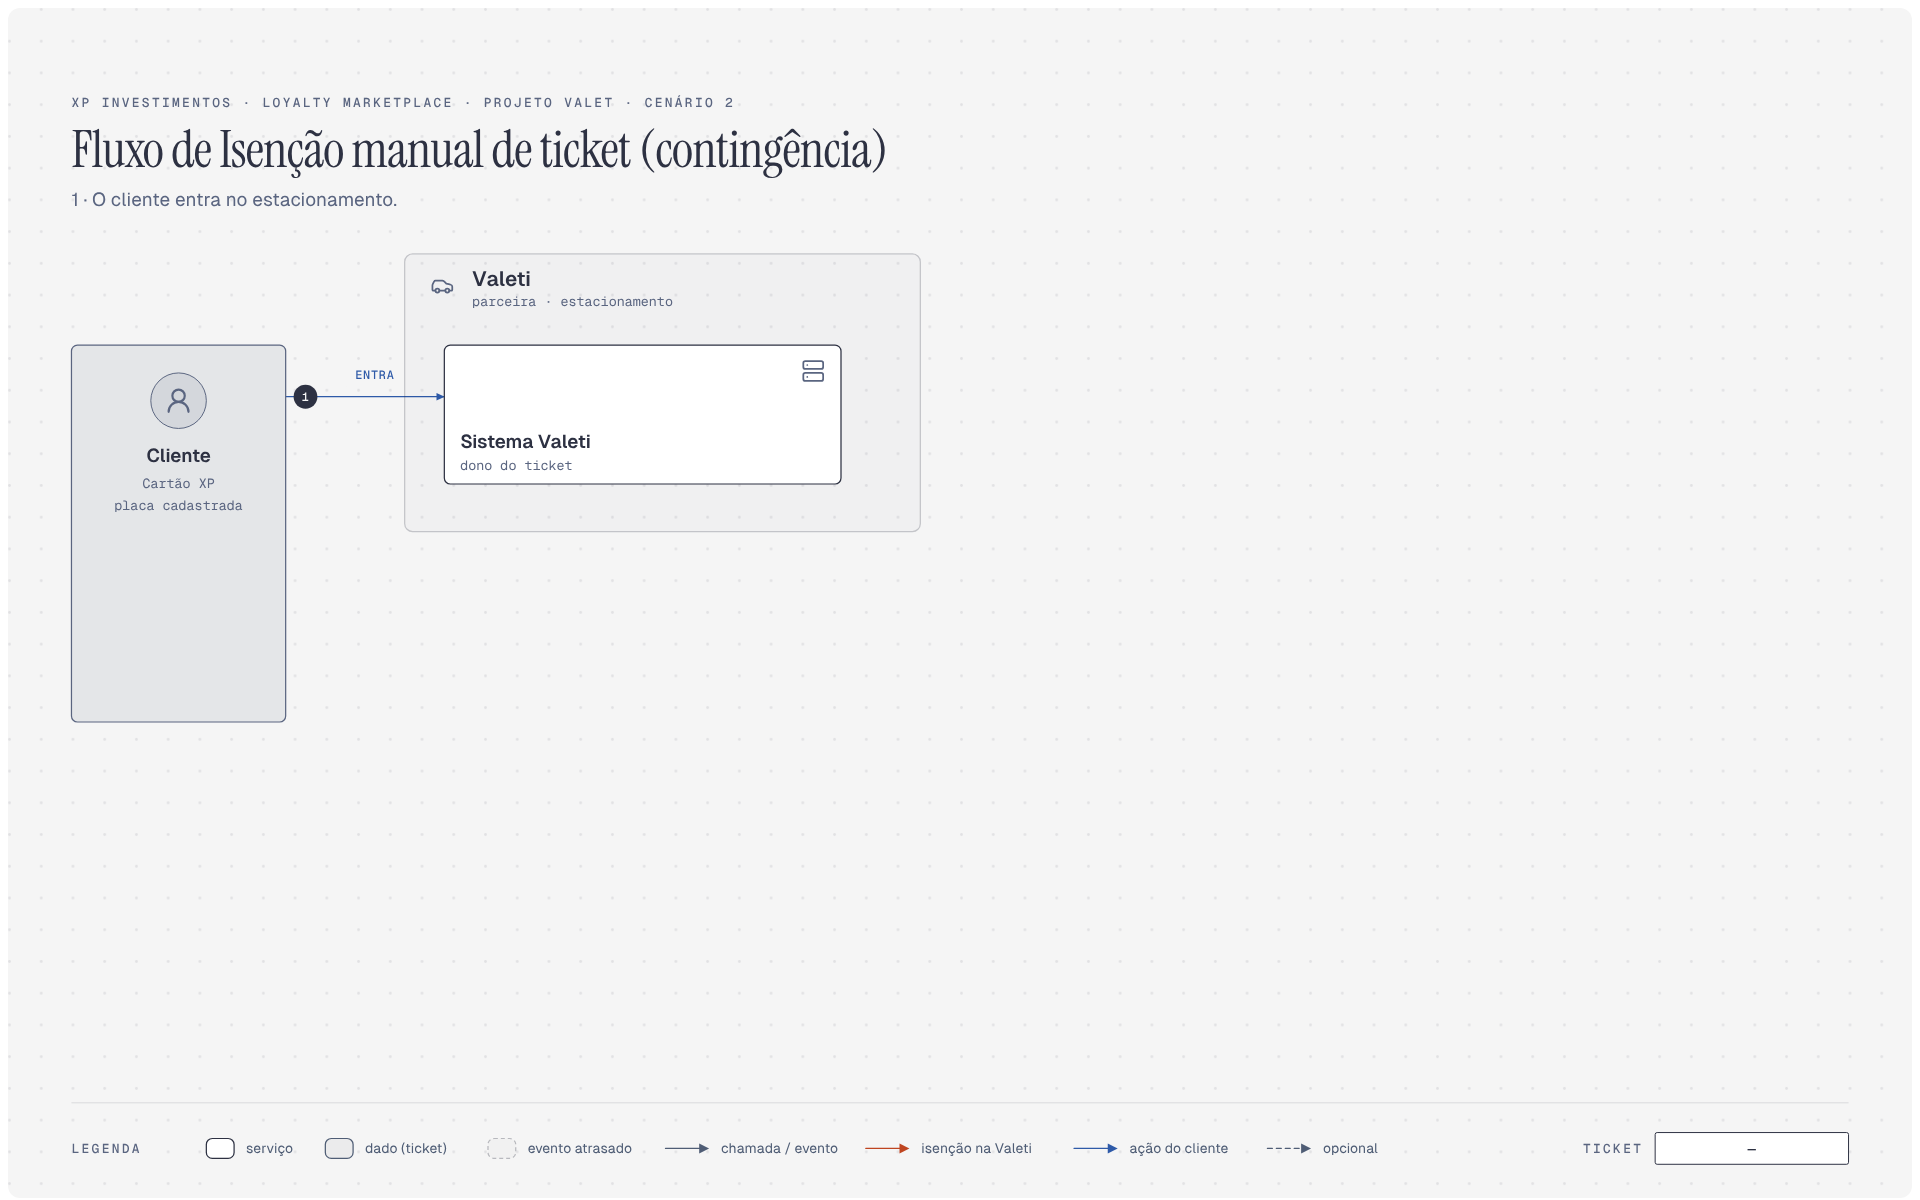 XP INVESTIMENTOS · LOYALTY MARKETPLACE · PROJETO VALET · CENÁRIO 2
Fluxo de Isenção manual de ticket (contingência)
1 · O cliente entra no estacionamento.
Valeti
parceira · estacionamento
ENTRA
1
Cliente
Cartão XP
placa cadastrada
Sistema Valeti
dono do ticket
LEGENDA
serviço
dado (ticket)
evento atrasado
chamada / evento
isenção na Valeti
ação do cliente
opcional
TICKET
—